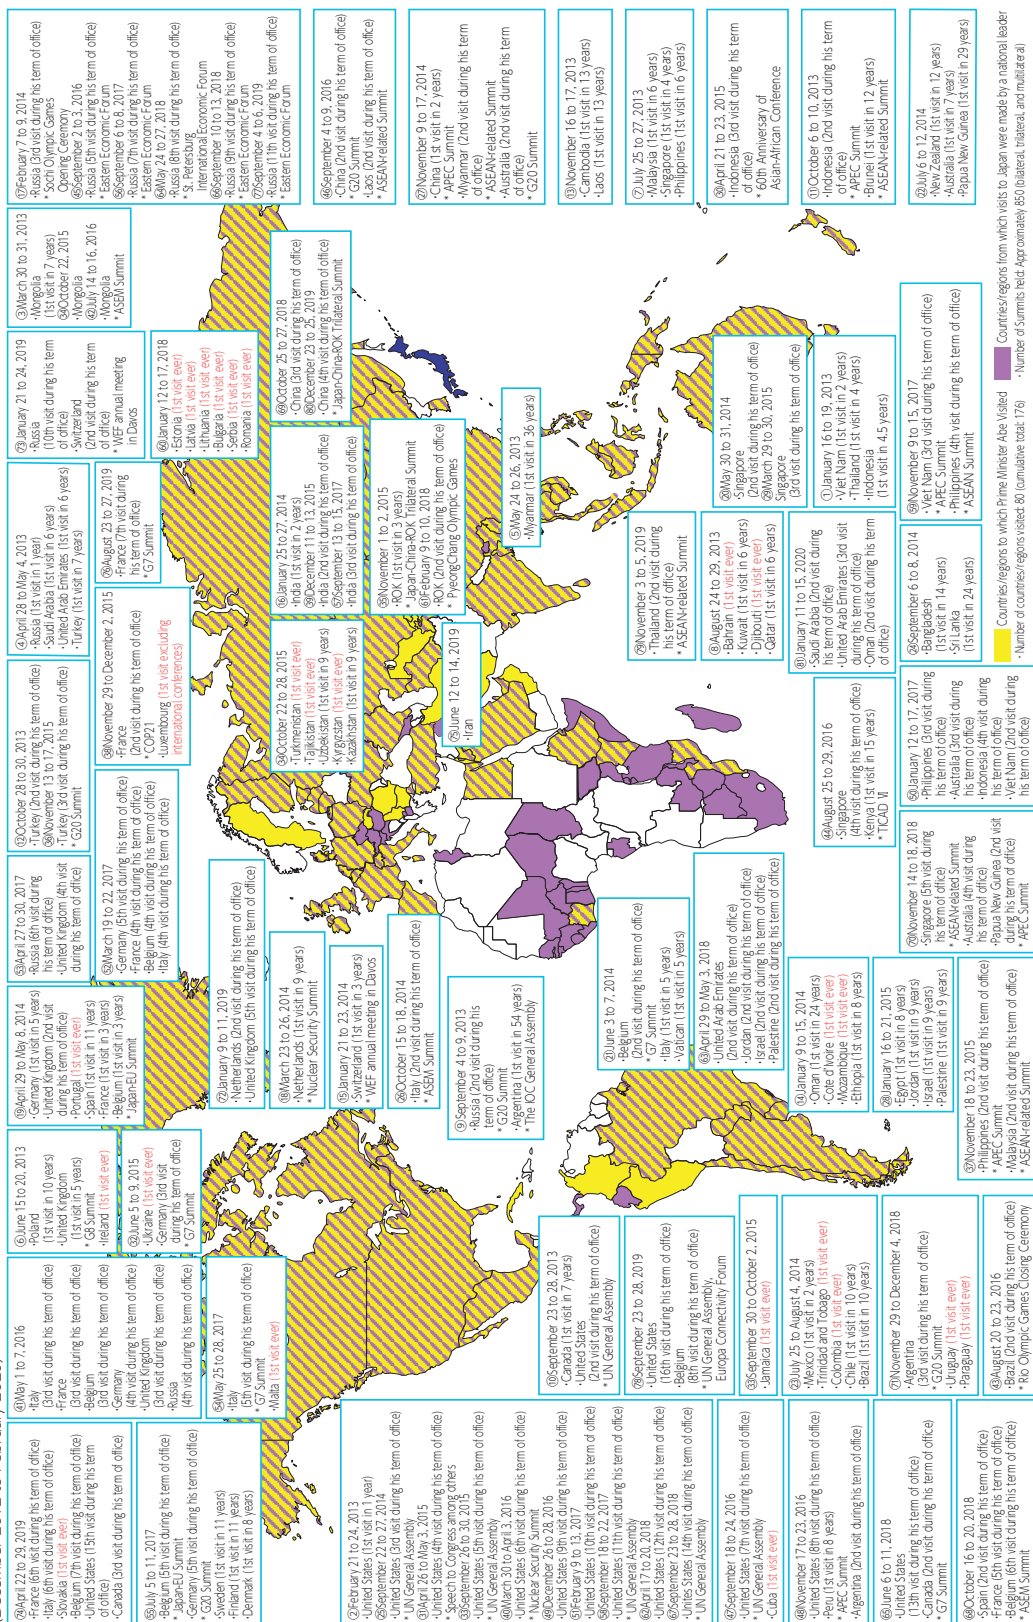 ㉔April 22 to 29, 2019
・France (6th visit during his term of office)
・Italy (6th visit during his term of office)
・Slovakia (1st visit ever)
・Belgium (7th visit during his term of office)
・United States (15th visit during his term
of office)
・Canada (3rd visit during his term of office)
㊶May 1 to 7, 2016
・Italy
(3rd visit during his term of office)
・France
(3rd visit during his term of office)
・Belgium
(3rd visit during his term of office)
・Germany
(4th visit during his term of office)
・United Kingdom
(3rd visit during his term of office)
・Russia
(4th visit during his term of office)
⑥June 15 to 20, 2013
・Poland
(1st visit in 10 years)
・United Kingdom
(1st visit in 5 years)
* G8 Summit
・Ireland (1st visit ever)
㉜June 5 to 9, 2015
・Ukraine (1st visit ever)
・Germany (3rd visit
during his term of office)
* G7 Summit
⑲April 29 to May 8, 2014
・Germany (1st visit in 5 years)
・United Kingdom (2nd visit
during his term of office)
・Portugal (1st visit ever)
・Spain (1st visit in 11 years)
・France (1st visit in 3 years)
・Belgium (1st visit in 3 years)
* Japan-EU Summit
53April 27 to 30, 2017
・Russia (6th visit during
his term of office)
・United Kingdom (4th visit
during his term of office)
⑫October 28 to 30, 2013
・Turkey (2nd visit during his term of office)
㊱November 13 to 17, 2015
・Turkey (3rd visit during his term of office)
* G20 Summit
④April 28 to May 4, 2013
・Russia (1st visit in 1 year)
・Saudi Arabia (1st visit in 6 years)
・United Arab Emirates (1st visit in 6 years)
・Turkey (1st visit in 7 years)
73January 21 to 24, 2019
・Russia
(10th visit during his term
of office)
・Switzerland
(2nd visit during his term
of office)
* WEF annual meeting
in Davos
③March 30 to 31, 2013
・Mongolia
(1st visit in 7 years)
㉞October 22, 2015
・Mongolia
㊷July 14 to 16, 2016
・Mongolia
* ASEM Summit
⑰February 7 to 9, 2014
・Russia (3rd visit during his term of office)
* Sochi Olympic Games
Opening Ceremony
㊺September 2 to 3, 2016
・Russia (5th visit during his term of office)
* Eastern Economic Forum
56September 6 to 8, 2017
・Russia (7th visit during his term of office)
* Eastern Economic Forum
64May 24 to 27, 2018
・Russia (8th visit during his term of office)
* St. Petersburg
International Economic Forum
66September 10 to 13, 2018
・Russia (9th visit during his term of office)
* Eastern Economic Forum
77September 4 to 6, 2019
・Russia (11th visit during his term of office)
* Eastern Economic Forum
55July 5 to 11, 2017
・Belgium (5th visit during his term of office)
* Japan-EU Summit
・Germany (5th visit during his term of office)
* G20 Summit
・Sweden (1st visit in 11 years)
・Finland (1st visit in 11 years)
・Denmark (1st visit in 8 years)
54May 25 to 28, 2017
・Italy
(5th visit during his term of office)
* G7 Summit
・Malta (1st visit ever)
52March 19 to 22, 2017
・Germany (5th visit during his term of office)
・France (4th visit during his term of office)
・Belgium (4th visit during his term of office)
・Italy (4th visit during his term of office)
㊳November 29 to December 2, 2015
・France
(2nd visit during his term of office)
* COP21
・Luxembourg (1st visit excluding
international conferences)
76August 23 to 27, 2019
・France (7th visit during
his term of office)
* G7 Summit
60January 12 to 17, 2018
・Estonia (1st visit ever)
・Latvia (1st visit ever)
・Lithuania (1st visit ever)
・Bulgaria (1st visit ever)
・Serbia (1st visit ever)
・Romania (1st visit ever)
72January 9 to 11, 2019
・Netherlands (2nd visit during his term of office)
・United Kingdom (5th visit during his term of office)
⑱March 23 to 26, 2014
・Netherlands (1st visit in 9 years)
* Nuclear Security Summit
⑮January 21 to 23, 2014
・Switzerland (1st visit in 3 years)
* WEF annual meeting in Davos
㉖October 15 to 18, 2014
・Italy (2nd visit during his term of office)
* ASEM Summit
㉞October 22 to 28, 2015
・Turkmenistan (1st visit ever)
・Tajikistan (1st visit ever)
・Uzbekistan (1st visit in 9 years)
・Kyrgyzstan (1st visit ever)
・Kazakhstan (1st visit in 9 years)
⑯January 25 to 27, 2014
・India (1st visit in 2 years)
㊴December 11 to 13, 2015
・India (2nd visit during his term of office)
57September 13 to 15, 2017
・India (3rd visit during his term of office)
69October 25 to 27, 2018
・China (3rd visit during his term of office)
80December 23 to 25, 2019
・China (4th visit during his term of office)
* Japan-China-ROK Trilateral Summit
㊻September 4 to 9, 2016
・China (2nd visit during his term of office)
* G20 Summit
・Laos (2nd visit during his term of office)
* ASEAN-related Summit
②February 21 to 24, 2013
・United States (1st visit in 1 year)
㉕September 22 to 27, 2014
・United States (3rd visit during his term of office)
* UN General Assembly
㉛April 26 to May 3, 2015
・United States (4th visit during his term of office)
* Speech to Congress among others
㉝September 26 to 30, 2015
・United States (5th visit during his term of office)
* UN General Assembly
㊵March 30 to April 3, 2016
・United States (6th visit during his term of office)
* Nuclear Security Summit
㊾December 26 to 28, 2016
・United States (9th visit during his term of office)
51February 9 to 13, 2017
・United States (10th visit during his term of office)
58September 18 to 22, 2017
・United States (11th visit during his term of office)
* UN General Assembly
62April 17 to 20, 2018
・United States (12th visit during his term of office)
67September 23 to 28, 2018
・United States (14th visit during his term of office)
* UN General Assembly
㉟November 1 to 2, 2015
・ROK (1st visit in 3 years)
* Japan-China-ROK Trilateral Summit
61February 9 to 10, 2018
・ROK (2nd visit during his term of office)
* PyeongChang Olympic Games
㉗November 9 to 17, 2014
・China (1st visit in 2 years)
* APEC Summit
・Myanmar (2nd visit during his term
of office)
* ASEAN-related Summit
・Australia (2nd visit during his term
of office)
* G20 Summit
⑨September 4 to 9, 2013
・Russia (2nd visit during his
term of office)
* G20 Summit
・Argentina (1st visit in 54 years)
* The IOC General Assembly
75June 12 to 14, 2019
・Iran
⑤May 24 to 26, 2013
・Myanmar (1st visit in 36 years)
⑬November 16 to 17, 2013
・Cambodia (1st visit in 13 years)
・Laos (1st visit in 13 years)
⑩September 23 to 28, 2013
・Canada (1st visit in 7 years)
・United States
(2nd visit during his term of office)
* UN General Assembly
78September 23 to 28, 2019
・United States
(16th visit during his term of office)
・Belgium
(8th visit during his term of office)
* UN General Assembly,
Europa Connectivity Forum
㉑June 3 to 7, 2014
・Belgium
(2nd visit during his term of office)
* G7 Summit
・Italy (1st visit in 5 years)
・Vatican (1st visit in 5 years)
63April 29 to May 3, 2018
・United Arab Emirates
(2nd visit during his term of office)
・Jordan (2nd visit during his term of office)
・Israel (2nd visit during his term of office)
・Palestine (2nd visit during his term of office)
79November 3 to 5, 2019
・Thailand (2nd visit during
his term of office)
* ASEAN-related Summit
⑦July 25 to 27, 2013
・Malaysia (1st visit in 6 years)
・Singapore (1st visit in 4 years)
・Philippines (1st visit in 6 years)
⑧August 24 to 29, 2013
・Bahrain (1st visit ever)
・Kuwait (1st visit in 6 years)
・Djibouti (1st visit ever)
・Qatar (1st visit in 6 years)
⑳May 30 to 31, 2014
・Singapore
(2nd visit during his term of office)
㉙March 29 to 30, 2015
・Singapore
(3rd visit during his term of office)
㉚April 21 to 23, 2015
・Indonesia (3rd visit during his term
of office)
* 60th Anniversary of
Asian-African Conference
㊼September 18 to 24, 2016
・United States (7th visit during his term of office)
* UN General Assembly
・Cuba (1st visit ever)
㉝September 30 to October 2, 2015
・Jamaica (1st visit ever)
㉓July 25 to August 4, 2014
・Mexico (1st visit in 2 years)
・Trinidad and Tobago (1st visit ever)
・Colombia (1st visit ever)
・Chile (1st visit in 10 years)
・Brazil (1st visit in 10 years)
⑭January 9 to 15, 2014
・Oman (1st visit in 24 years)
・Cote d'Ivoire (1st visit ever)
・Mozambique (1st visit ever)
・Ethiopia (1st visit in 8 years)
㊹August 25 to 29, 2016
・Singapore
(4th visit during his term of office)
・Kenya (1st visit in 15 years)
* TICAD VI
81January 11 to 15, 2020
・Saudi Arabia (2nd visit during
his term of office)
・United Arab Emirates (3rd visit
during his term of office)
・Oman (2nd visit during his term
of office)
①January 16 to 19, 2013
・Viet Nam (1st visit in 2 years)
・Thailand (1st visit in 4 years)
・Indonesia
(1st visit in 4.5 years)
⑪October 6 to 10, 2013
・Indonesia (2nd visit during his term
of office)
* APEC Summit
・Brunei (1st visit in 12 years)
* ASEAN-related Summit
㊽November 17 to 23, 2016
・United States (8th visit during his term of office)
・Peru (1st visit in 8 years)
* APEC Summit
・Argentina (2nd visit during his term of office)
65June 6 to 11, 2018
・United States
(13th visit during his term of office)
・Canada (2nd visit during his term of office)
* G7 Summit
71November 29 to December 4, 2018
・Argentina
(3rd visit during his term of office)
* G20 Summit
・Uruguay (1st visit ever)
・Paraguay (1st visit ever)
㉘January 16 to 21, 2015
・Egypt (1st visit in 8 years)
・Jordan (1st visit in 9 years)
・Israel (1st visit in 9 years)
・Palestine (1st visit in 9 years)
70November 14 to 18, 2018
・Singapore (5th visit during
his term of office)
* ASEAN-related Summit
・Australia (4th visit during
his term of office)
・Papua New Guinea (2nd visit
during his term of office)
* APEC Summit
50January 12 to 17, 2017
・Philippines (3rd visit during
his term of office)
・Australia (3rd visit during
his term of office)
・Indonesia (4th visit during
his term of office)
・Viet Nam (2nd visit during
his term of office)
㉔September 6 to 8, 2014
・Bangladesh
(1st visit in 14 years)
・Sri Lanka
(1st visit in 24 years)
59November 9 to 15, 2017
・Viet Nam (3rd visit during his term of office)
* APEC Summit
・Philippines (4th visit during his term of office)
* ASEAN Summit
㉒July 6 to 12, 2014
・New Zealand (1st visit in 12 years)
・Australia (1st visit in 7 years)
・Papua New Guinea (1st visit in 29 years)
68October 16 to 20, 2018
・Spain (2nd visit during his term of office)
・France (5th visit during his term of office)
・Belgium (6th visit during his term of office)
* ASEM Summit
㊸August 20 to 23, 2016
・Brazil (2nd visit during his term of office)
* Rio Olympic Games Closing Ceremony
㊲November 18 to 23, 2015
・Philippines (2nd visit during his term of office)
* APEC Summit
・Malaysia (2nd visit during his term of office)
* ASEAN-related Summit
Countries/regions to which Prime Minister Abe Visited
・Number of countries/regions visited: 80 (cumulative total: 176)
Countries/regions from which visits to Japan were made by a national leader
・Number of Summits held: Approximately 850 (bilateral, trilateral, and multilateral)